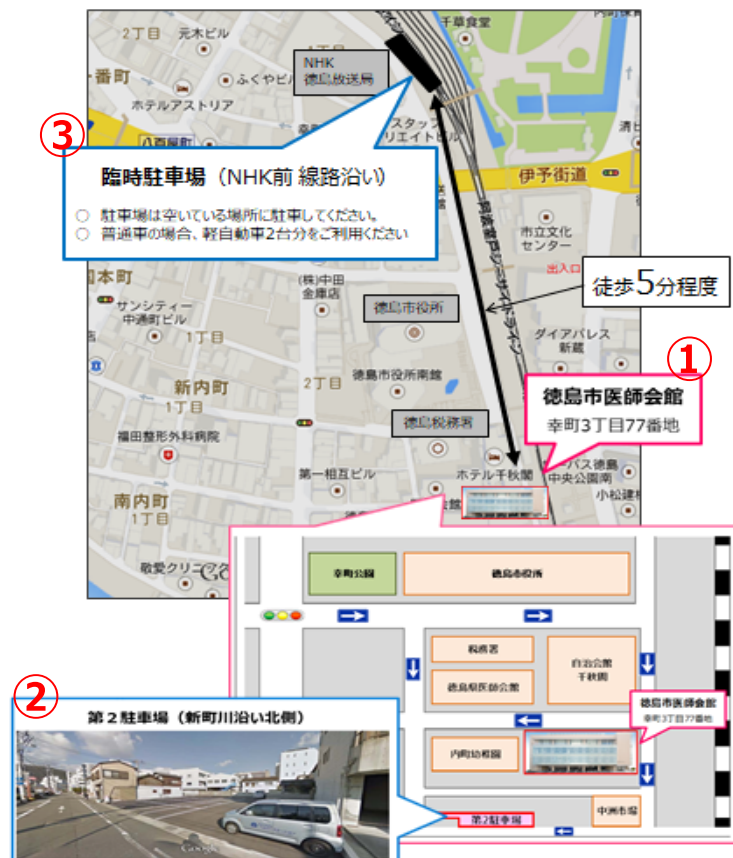 2丁目
元木ビル
千草食堂
NHK
徳島放送局
一番町
ふくやビル
ホテルアストリア
③
八百屋町
スタッフ
リエイトビル
臨時駐車場(NHK前 線路沿い)
○ 駐車場は空いている場所に駐車してください。
○ 普通車の場合、軽自動車2台分をご利用ください
伊予街道
市立文化
センター
出入口
国本町
(株)中田
金庫店
徒歩5分程度
サンシティー
中通町ビル
1丁目
徳島市役所
ダイアパレス
新蔵
①
新内町
1丁目
2丁目
徳島市役所南館
徳島市医師会館
幸町3丁目77番地
徳島税務署
福田整形外科病院
第一相互ビル
ホテル千秋閣
ーバス徳島
中央公園南
小松建
南内町
1丁目
会館
敬愛クリニック
幸町公園
徳島市役所
税務署
自治会館
千秋閣
徳島県医師会館
②
第2駐車場(新町川沿い北側)
徳島市医師会館
幸町3丁目77番地
内町幼稚園
中洲市場
第2駐車場
Google